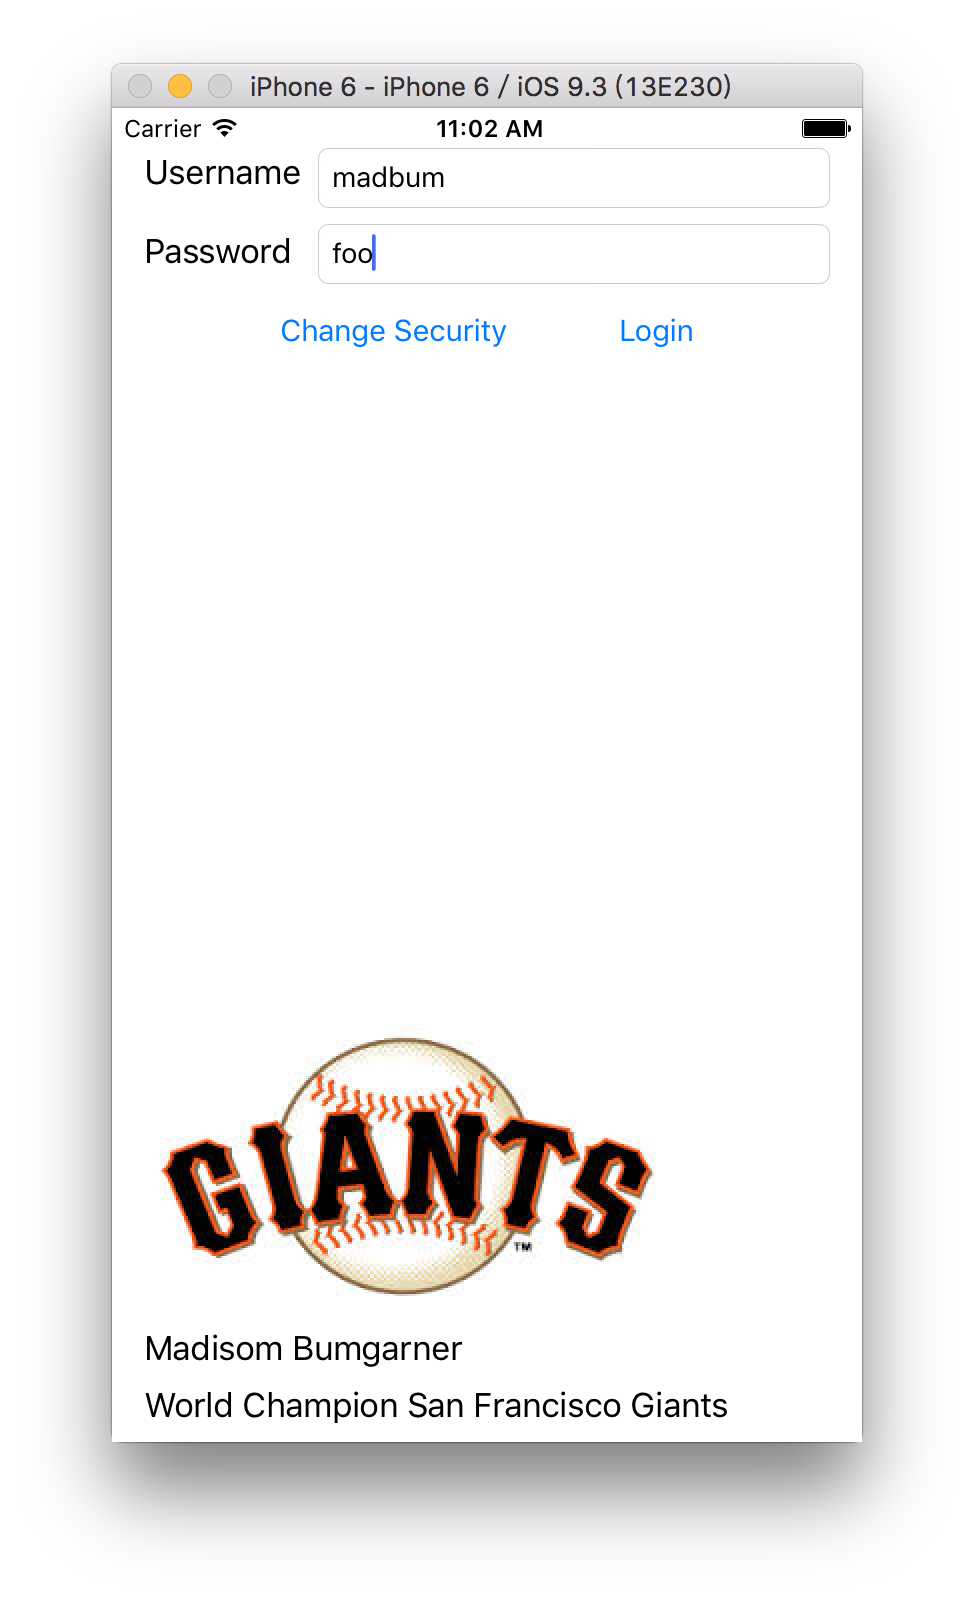 iPhone 6 - iPhone 6 / iOS 9.3 (13E230)
Carrier 11:02 AM
Username madbum
Password foo
Change Security Login
GIANTS
TM
Madisom Bumgarner
World Champion San Francisco Giants